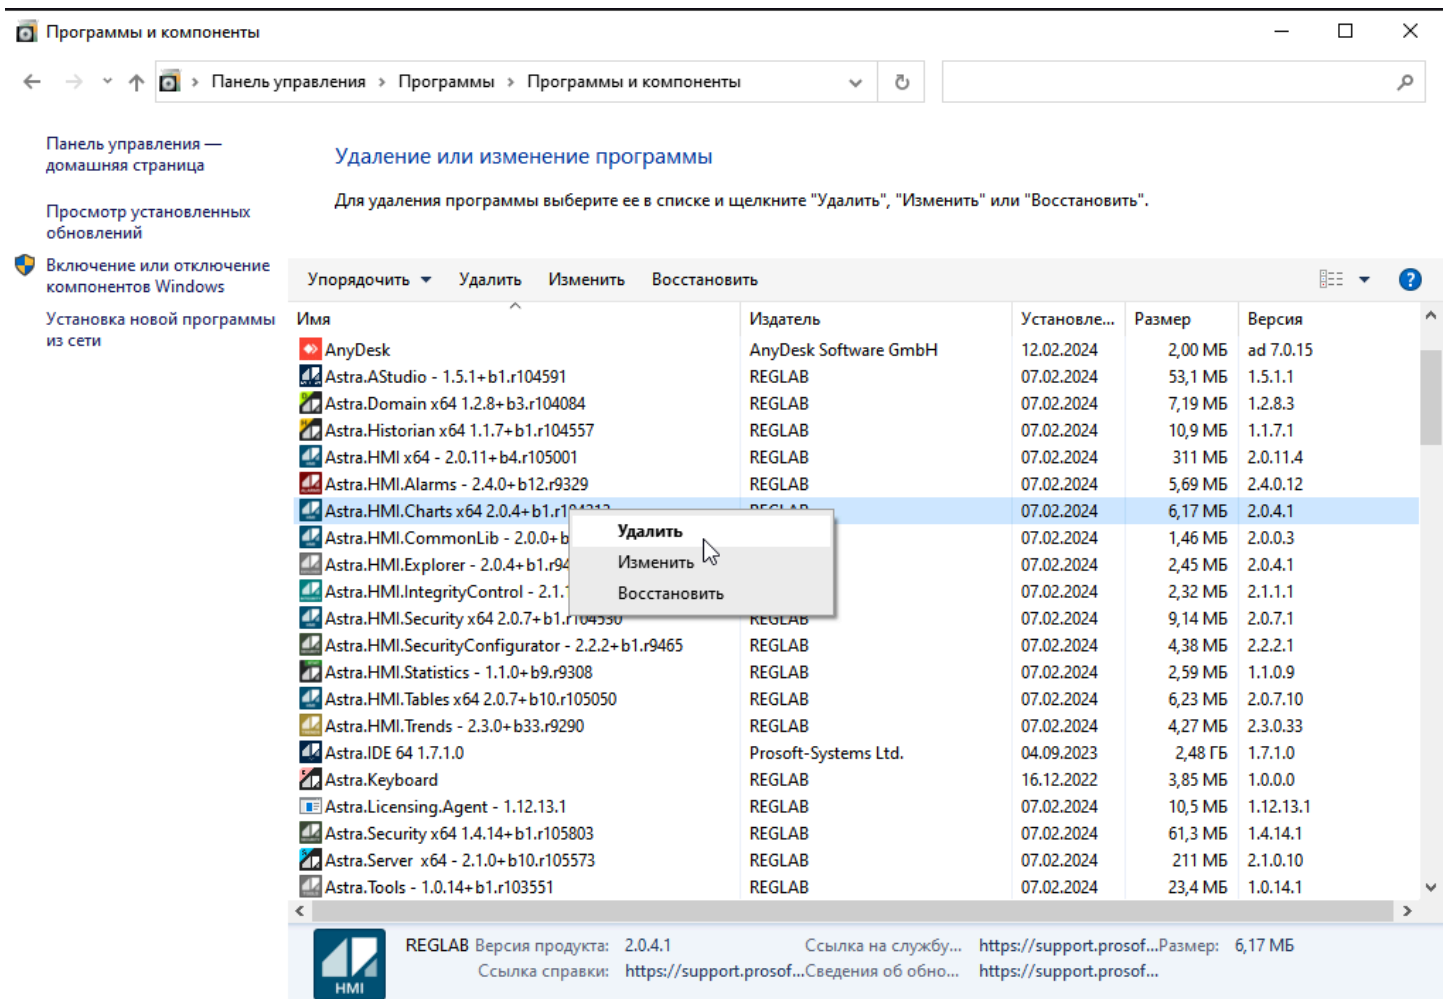 Программы и компоненты
Панель управления > Программы > Программы и компоненты
Панель управления —
домашняя страница
Просмотр установленных
обновлений
Включение или отключение
компонентов Windows
Установка новой программы
из сети
Удаление или изменение программы
Для удаления программы выберите ее в списке и щелкните "Удалить", "Изменить" или "Восстановить".
Упорядочить Удалить Изменить Восстановить
Имя Издатель Установле... Размер Версия
AnyDesk AnyDesk Software GmbH 12.02.2024 2,00 МБ ad 7.0.15
Astra.AStudio - 1.5.1+b1.r104591 REGLAB 07.02.2024 53,1 МБ 1.5.1.1
Astra.Domain x64 1.2.8+b3.r104084 REGLAB 07.02.2024 7,19 МБ 1.2.8.3
Astra.Historian x64 1.1.7+b1.r104557 REGLAB 07.02.2024 10,9 МБ 1.1.7.1
Astra.HMI x64 - 2.0.11+b4.r105001 REGLAB 07.02.2024 311 МБ 2.0.11.4
Astra.HMI.Alarms - 2.4.0+b12.r9329 REGLAB 07.02.2024 5,69 МБ 2.4.0.12
Astra.HMI.Charts x64 2.0.4+b1.r104212 REGLAB 07.02.2024 6,17 МБ 2.0.4.1
Astra.HMI.CommonLib - 2.0.0+b 07.02.2024 1,46 МБ 2.0.0.3
Astra.HMI.Explorer - 2.0.4+b1.r94 07.02.2024 2,45 МБ 2.0.4.1
Astra.HMI.IntegrityControl - 2.1. 07.02.2024 2,32 МБ 2.1.1.1
Astra.HMI.Security x64 2.0.7+b1.r104530 REGLAB 07.02.2024 9,14 МБ 2.0.7.1
Astra.HMI.SecurityConfigurator - 2.2.2+b1.r9465 REGLAB 07.02.2024 4,38 МБ 2.2.2.1
Astra.HMI.Statistics - 1.1.0+b9.r9308 REGLAB 07.02.2024 2,59 МБ 1.1.0.9
Astra.HMI.Tables x64 2.0.7+b10.r105050 REGLAB 07.02.2024 6,23 МБ 2.0.7.10
Astra.HMI.Trends - 2.3.0+b33.r9290 REGLAB 07.02.2024 4,27 МБ 2.3.0.33
Astra.IDE 64 1.7.1.0 Prosoft-Systems Ltd. 04.09.2023 2,48 ГБ 1.7.1.0
Astra.Keyboard REGLAB 16.12.2022 3,85 МБ 1.0.0.0
Astra.Licensing.Agent - 1.12.13.1 REGLAB 07.02.2024 10,5 МБ 1.12.13.1
Astra.Security x64 1.4.14+b1.r105803 REGLAB 07.02.2024 61,3 МБ 1.4.14.1
Astra.Server x64 - 2.1.0+b10.r105573 REGLAB 07.02.2024 211 МБ 2.1.0.10
Astra.Tools - 1.0.14+b1.r103551 REGLAB 07.02.2024 23,4 МБ 1.0.14.1
Удалить
Изменить
Восстановить
HMI
REGLAB Версия продукта: 2.0.4.1 Ссылка на службу... https://support.prosof... Размер: 6,17 МБ
Ссылка справки: https://support.prosof... Сведения об обно... https://support.prosof...